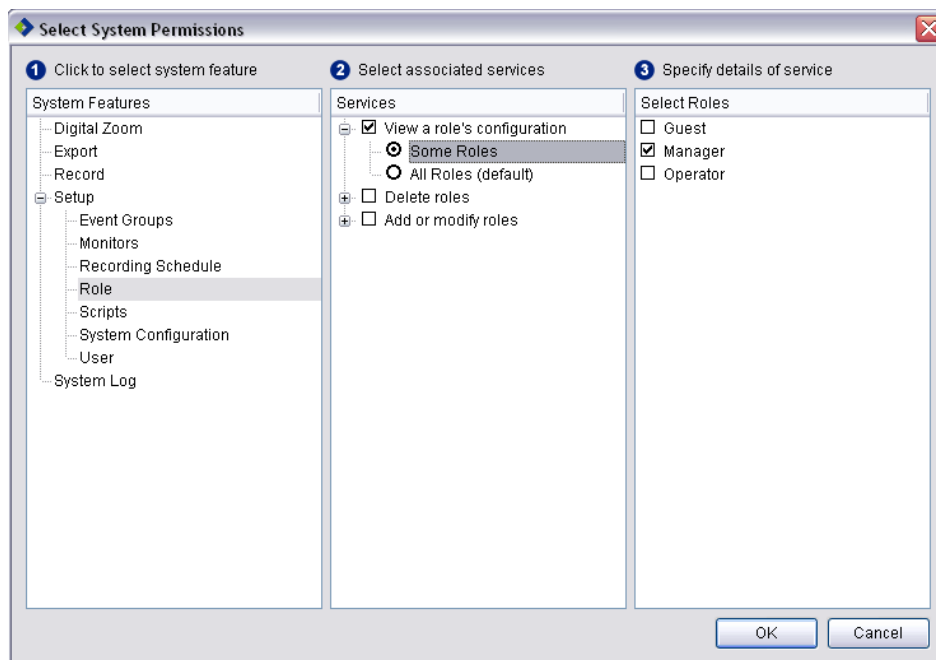 Select System Permissions
1 Click to select system feature
2 Select associated services
3 Specify details of service
System Features
Digital Zoom
Export
Record
Setup
Event Groups
Monitors
Recording Schedule
Role
Scripts
System Configuration
User
System Log
Services
View a role's configuration
Some Roles
All Roles (default)
Delete roles
Add or modify roles
Select Roles
Guest
Manager
Operator
OK
Cancel